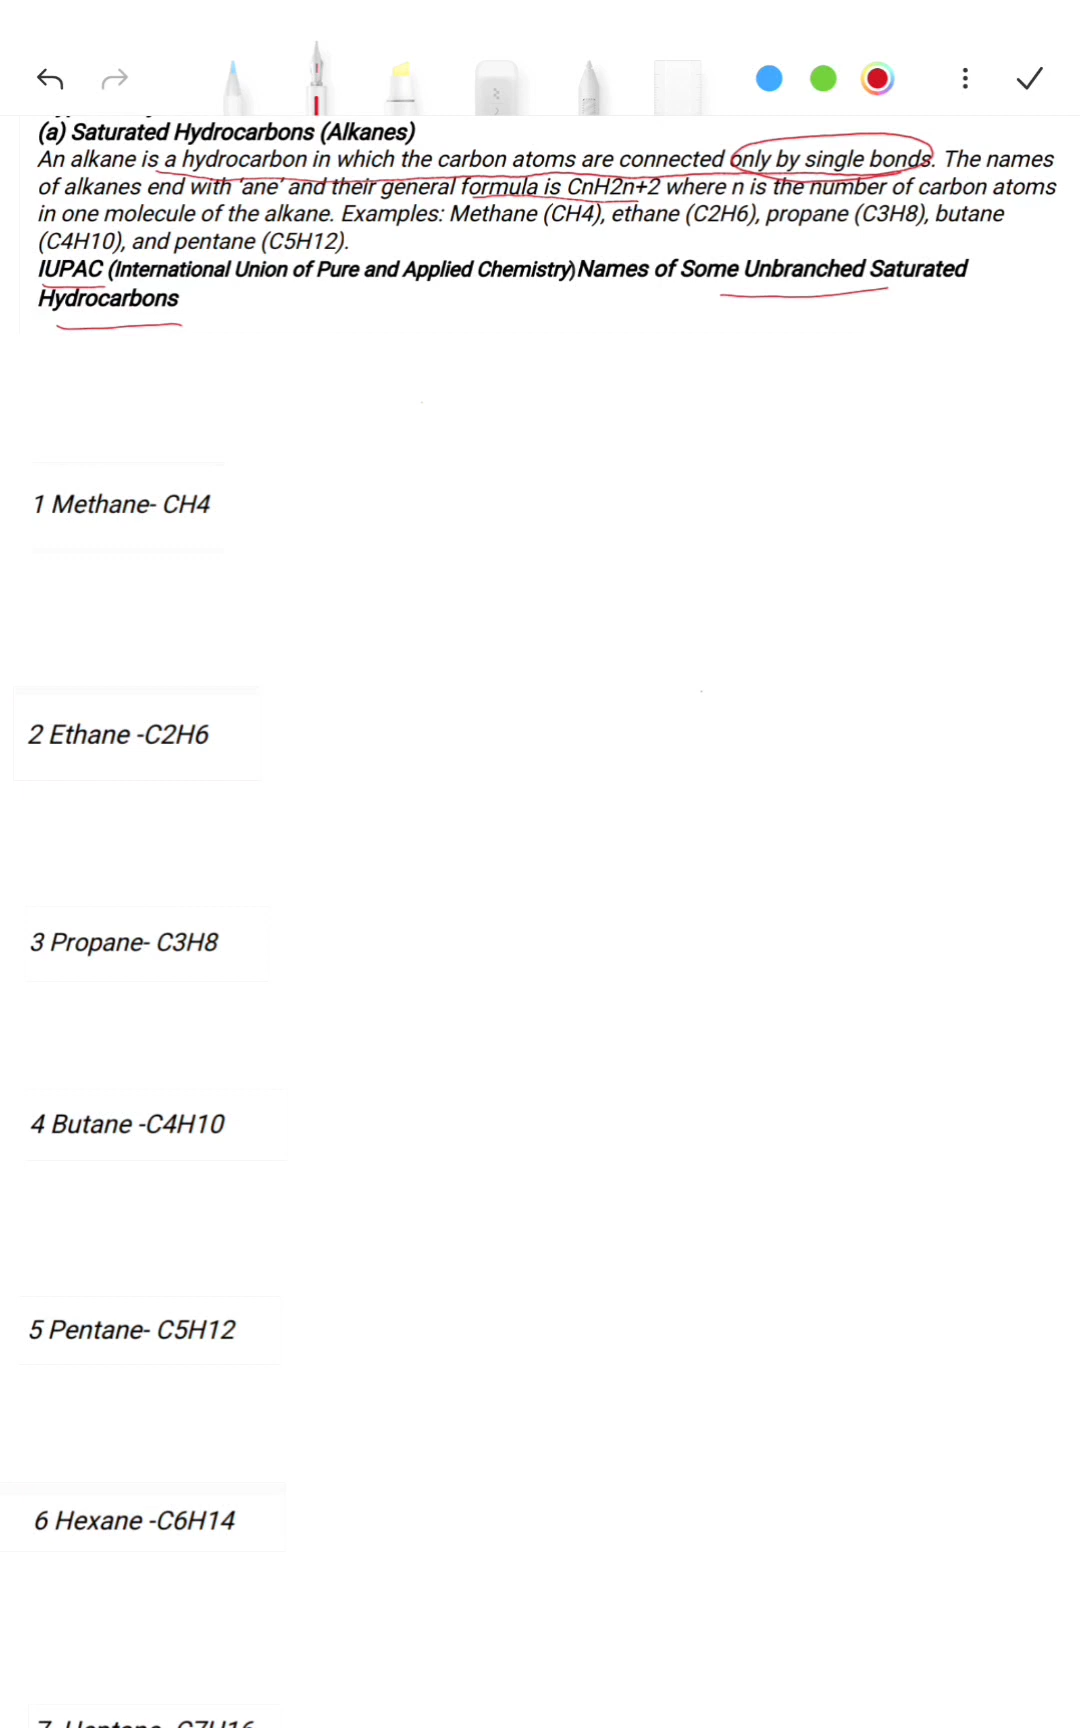 (a) Saturated Hydrocarbons (Alkanes)
An alkane is a hydrocarbon in which the carbon atoms are connected only by single bonds. The names
of alkanes end with ‘ane’ and their general formula is CnH2n+2 where n is the number of carbon atoms
in one molecule of the alkane. Examples: Methane (CH4), ethane (C2H6), propane (C3H8), butane
(C4H10), and pentane (C5H12).
IUPAC (International Union of Pure and Applied Chemistry) Names of Some Unbranched Saturated
Hydrocarbons
1 Methane- CH4
2 Ethane -C2H6
3 Propane- C3H8
4 Butane -C4H10
5 Pentane- C5H12
6 Hexane -C6H14
7 Heptane- C7H16